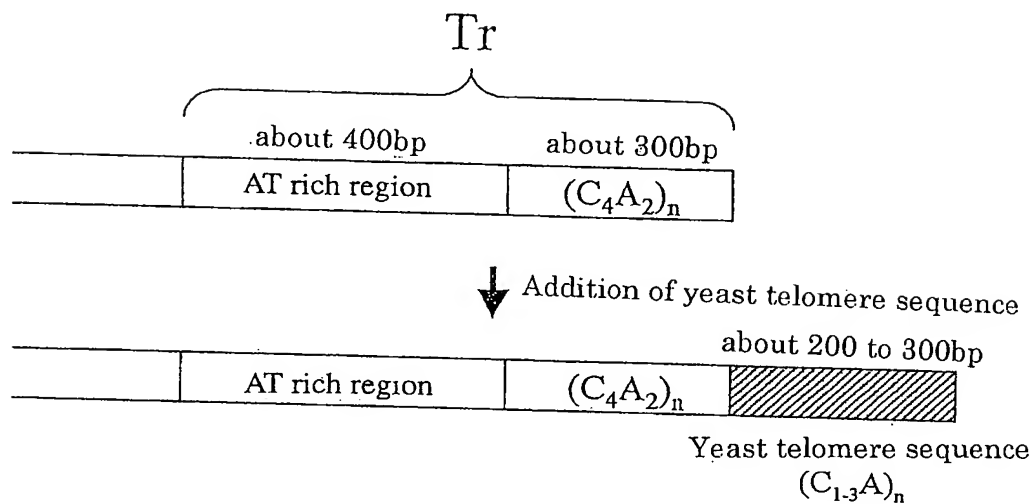 Tr
about 400bp about 300bp
AT rich region (C₄A₂)ₙ
Addition of yeast telomere sequence
about 200 to 300bp
AT rich region (C₄A₂)ₙ
Yeast telomere sequence
(C₁₋₃A)ₙ